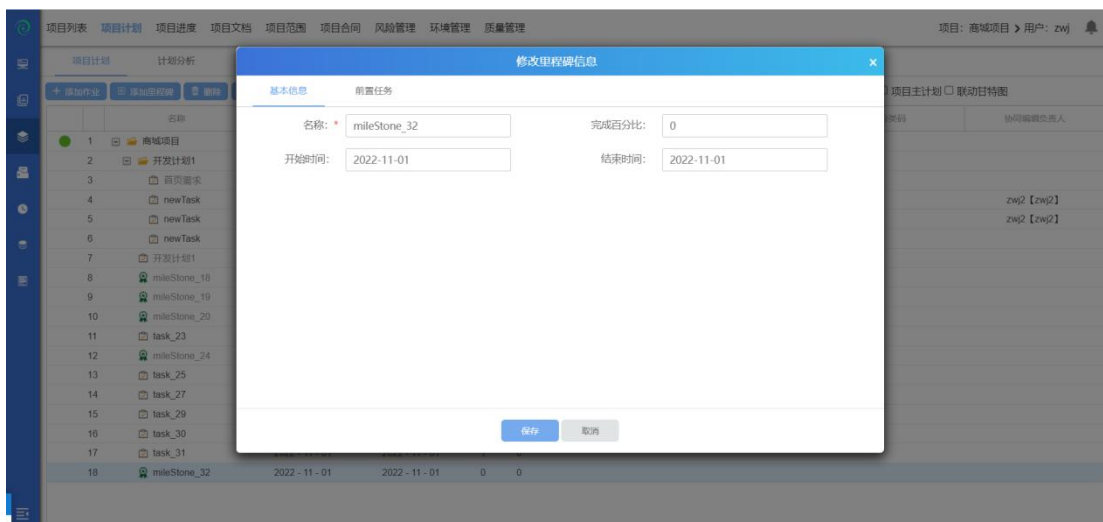 项目列表 项目计划 项目进度 项目文档 项目范围 项目合同 风险管理 环境管理 质量管理 项目：商城项目 > 用户：zwj
项目计划 计划分析
修改里程碑信息 ×
+ 添加作业 添加里程碑 删除
项目主计划 联动甘特图
基本信息 前置任务
名称 协同编辑负责人
名称: * mileStone_32 完成百分比: 0
开始时间: 2022-11-01 结束时间: 2022-11-01
1 商城项目
2 开发计划1
3 首页需求
4 newTask zwj2【zwj2】
5 newTask zwj2【zwj2】
6 newTask
7 开发计划1
8 mileStone_18
9 mileStone_19
10 mileStone_20
11 task_23
12 mileStone_24
13 task_25
14 task_27
15 task_29
16 task_30
保存 取消
17 task_31
18 mileStone_32 2022 - 11 - 01 2022 - 11 - 01 0 0